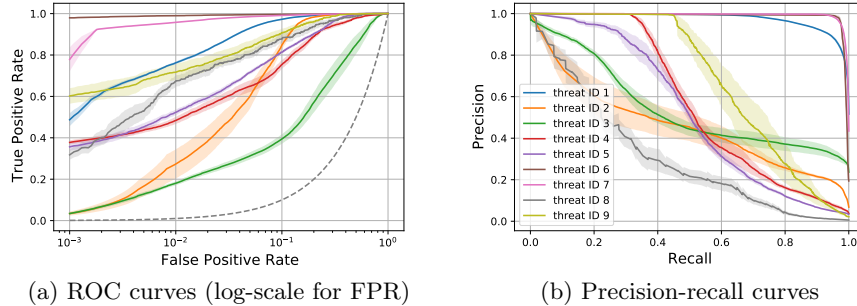 1.0
0.8
0.6
0.4
0.2
0.0
True Positive Rate
10⁻³
10⁻²
10⁻¹
10⁰
False Positive Rate
(a) ROC curves (log-scale for FPR)
1.0
0.8
0.6
0.4
0.2
0.0
Precision
threat ID 1
threat ID 2
threat ID 3
threat ID 4
threat ID 5
threat ID 6
threat ID 7
threat ID 8
threat ID 9
0.0
0.2
0.4
0.6
0.8
1.0
Recall
(b) Precision-recall curves